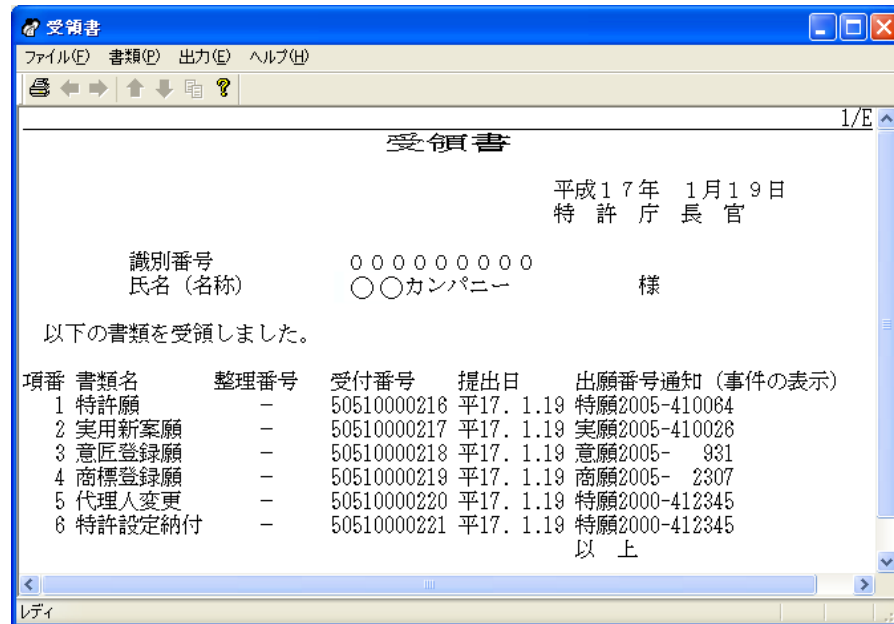 受領書
ファイル(F) 書類(P) 出力(E) ヘルプ(H)
1/E
受領書
平成17年 1月19日
特 許 庁 長 官
識別番号 000000000
氏名(名称) ○○カンパニー 様
以下の書類を受領しました。
項番 書類名 整理番号 受付番号 提出日 出願番号通知(事件の表示)
1 特許願 － 50510000216 平17. 1.19 特願2005-410064
2 実用新案願 － 50510000217 平17. 1.19 実願2005-410026
3 意匠登録願 － 50510000218 平17. 1.19 意願2005- 931
4 商標登録願 － 50510000219 平17. 1.19 商願2005- 2307
5 代理人変更 － 50510000220 平17. 1.19 特願2000-412345
6 特許設定納付 － 50510000221 平17. 1.19 特願2000-412345
以 上
レディ